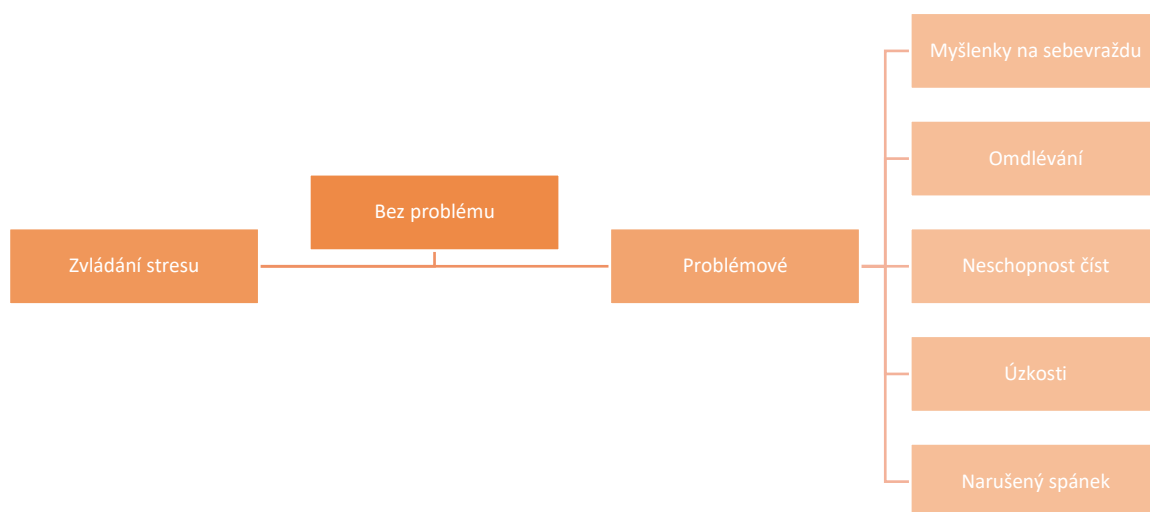 Zvládání stresu
Bez problému
Problémové
Myšlenky na sebevraždu
Omdlévání
Neschopnost číst
Úzkosti
Narušený spánek